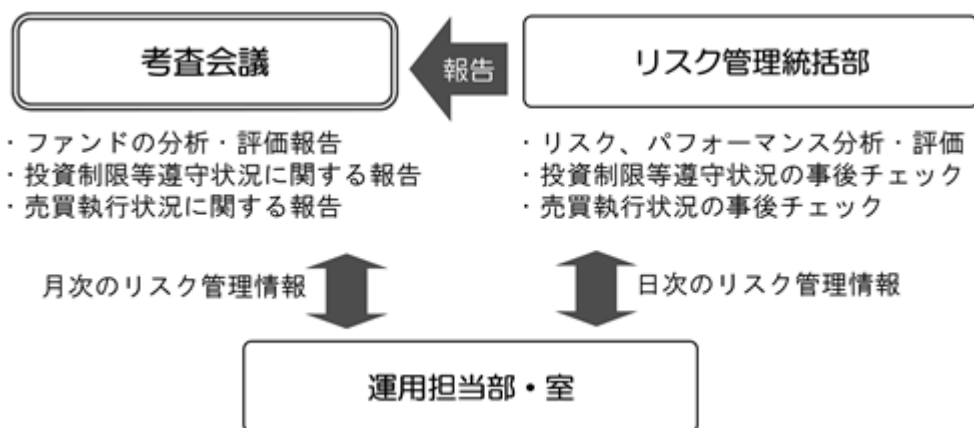 考査会議
報告
リスク管理統括部
・ファンドの分析・評価報告
・投資制限等遵守状況に関する報告
・売買執行状況に関する報告
・リスク、パフォーマンス分析・評価
・投資制限等遵守状況の事後チェック
・売買執行状況の事後チェック
月次のリスク管理情報
日次のリスク管理情報
運用担当部・室